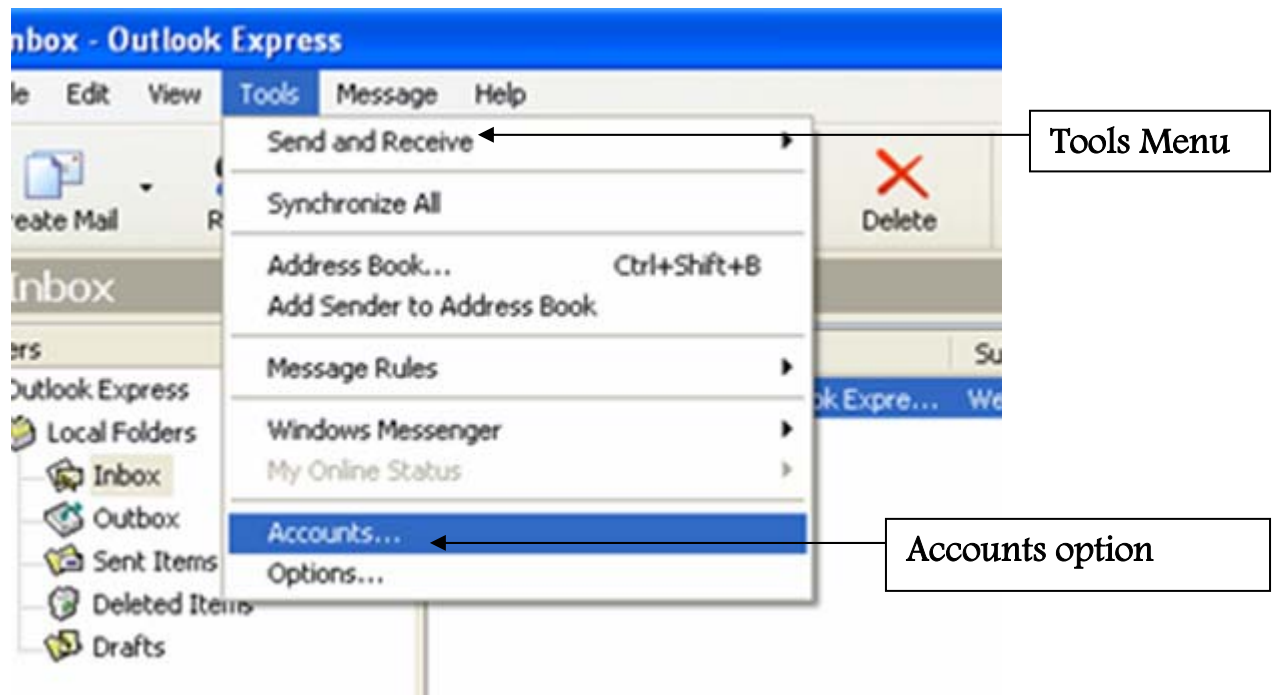 nbox - Outlook Express
le Edit View Tools Message Help
Send and Receive
Tools Menu
Synchronize All
eate Mail R Delete
Address Book... Ctrl+Shift+B
Inbox
Add Sender to Address Book
ers
Su
Message Rules
Outlook Express
ok Expre... We
Local Folders
Windows Messenger
Inbox
My Online Status
Outbox
Accounts...
Accounts option
Sent Items
Options...
Deleted Items
Drafts